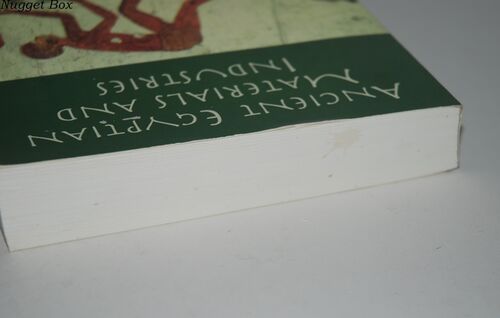 Nugget Box
ANCIENT EGYPTIAN
MATERIALS AND
INDUSTRIES